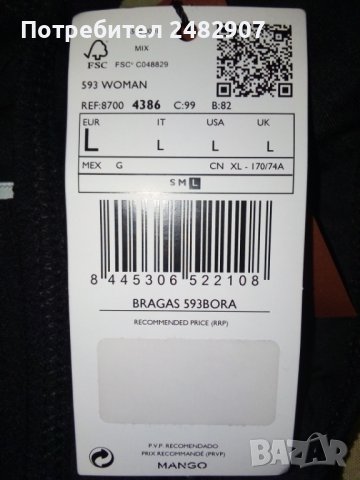 Потребител 2482907
MIX
FSC
FSC® C048829
593 WOMAN
REF:8700 4386 C:99 B:82
EUR IT USA UK
L L L L
MEX G CN XL - 170/74A
S M L
8 445306 522108
BRAGAS 593BORA
RECOMMENDED PRICE (RRP)
P.V.P. RECOMENDADO
PRIX RECOMMANDÉ (PRVP)
MANGO
BAZAR